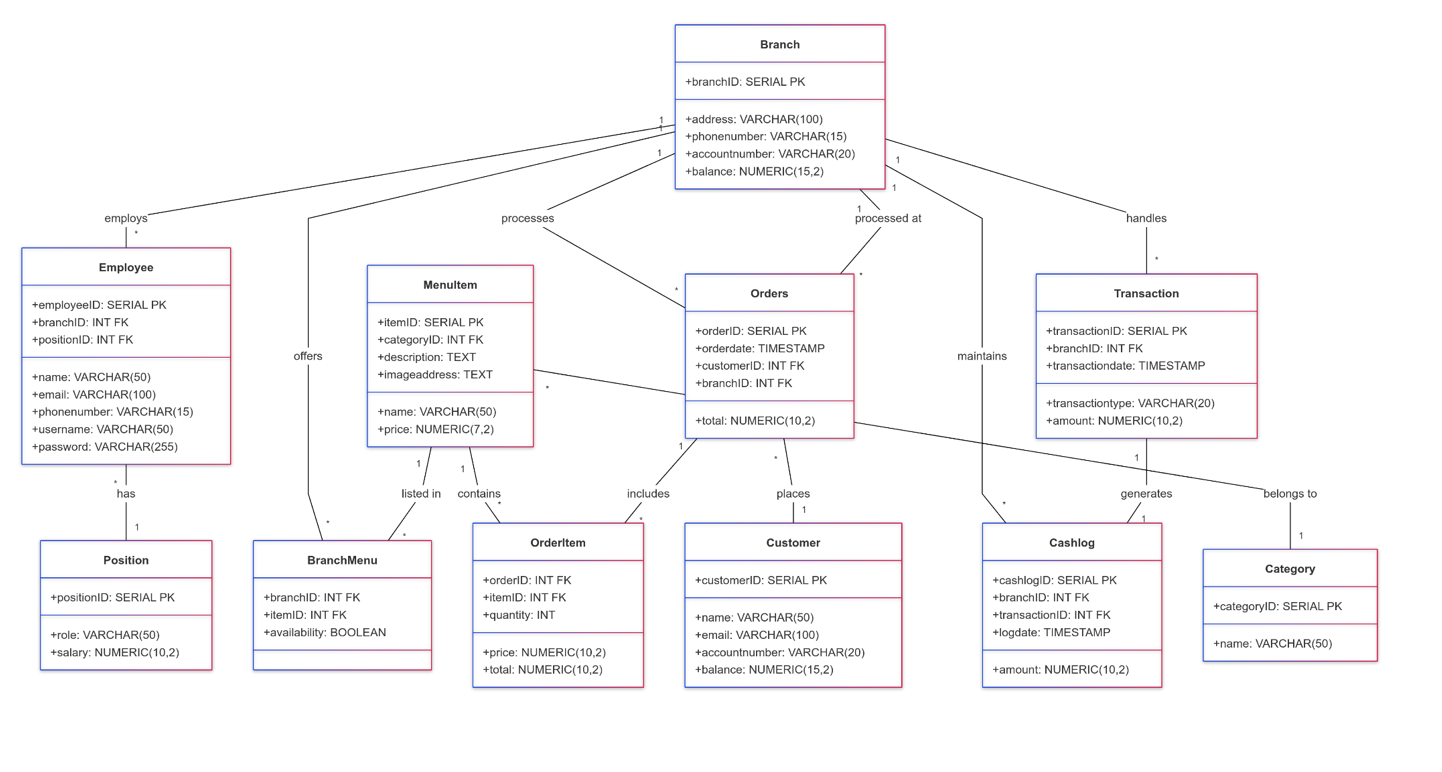 Branch
+branchID: SERIAL PK
+address: VARCHAR(100)
+phonenumber: VARCHAR(15)
+accountnumber: VARCHAR(20)
+balance: NUMERIC(15,2)
1
1
1
1
1
1
employs
processes
processed at
handles
*
*
*
*
Employee
+employeeID: SERIAL PK
+branchID: INT FK
+positionID: INT FK
+name: VARCHAR(50)
+email: VARCHAR(100)
+phonenumber: VARCHAR(15)
+username: VARCHAR(50)
+password: VARCHAR(255)
offers
MenuItem
+itemID: SERIAL PK
+categoryID: INT FK
+description: TEXT
+imageaddress: TEXT
+name: VARCHAR(50)
+price: NUMERIC(7,2)
*
Orders
+orderID: SERIAL PK
+orderdate: TIMESTAMP
+customerID: INT FK
+branchID: INT FK
+total: NUMERIC(10,2)
maintains
Transaction
+transactionID: SERIAL PK
+branchID: INT FK
+transactiondate: TIMESTAMP
+transactiontype: VARCHAR(20)
+amount: NUMERIC(10,2)
*
1
1
1
*
1
has
listed in
contains
includes
places
generates
belongs to
1
*
*
*
*
1
*
1
1
Position
+positionID: SERIAL PK
+role: VARCHAR(50)
+salary: NUMERIC(10,2)
BranchMenu
+branchID: INT FK
+itemID: INT FK
+availability: BOOLEAN
OrderItem
+orderID: INT FK
+itemID: INT FK
+quantity: INT
+price: NUMERIC(10,2)
+total: NUMERIC(10,2)
Customer
+customerID: SERIAL PK
+name: VARCHAR(50)
+email: VARCHAR(100)
+accountnumber: VARCHAR(20)
+balance: NUMERIC(15,2)
Cashlog
+cashlogID: SERIAL PK
+branchID: INT FK
+transactionID: INT FK
+logdate: TIMESTAMP
+amount: NUMERIC(10,2)
Category
+categoryID: SERIAL PK
+name: VARCHAR(50)